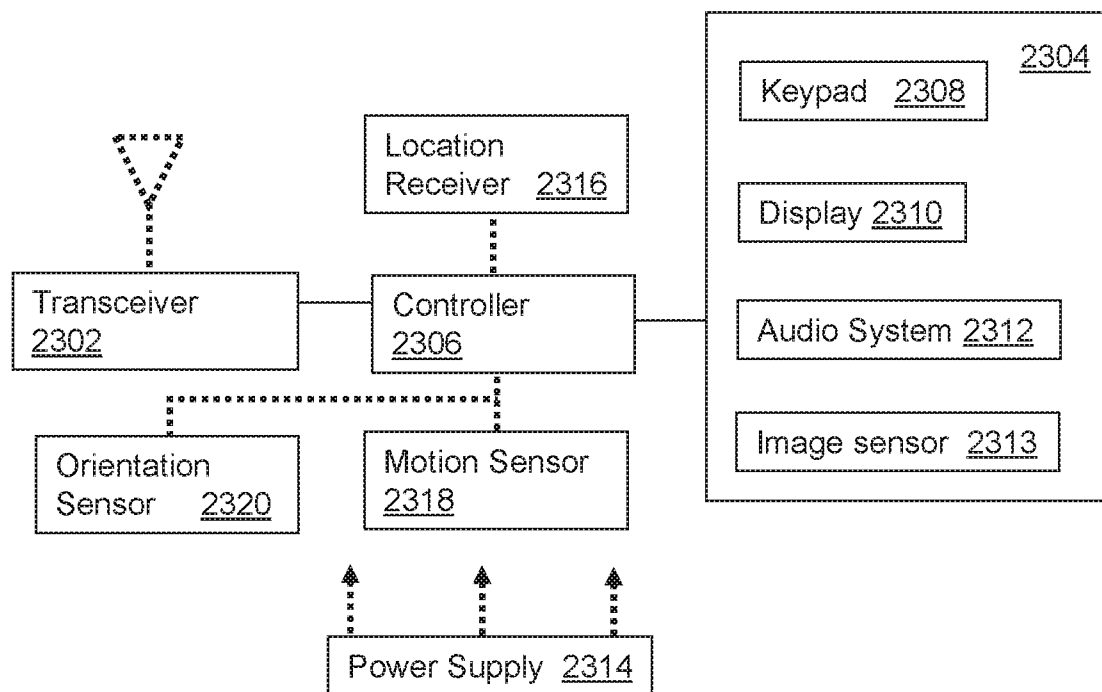 2304
Keypad 2308
Location
Receiver 2316
Display 2310
Transceiver
2302
Controller
2306
Audio System 2312
Orientation
Sensor 2320
Motion Sensor
2318
Image sensor 2313
Power Supply 2314